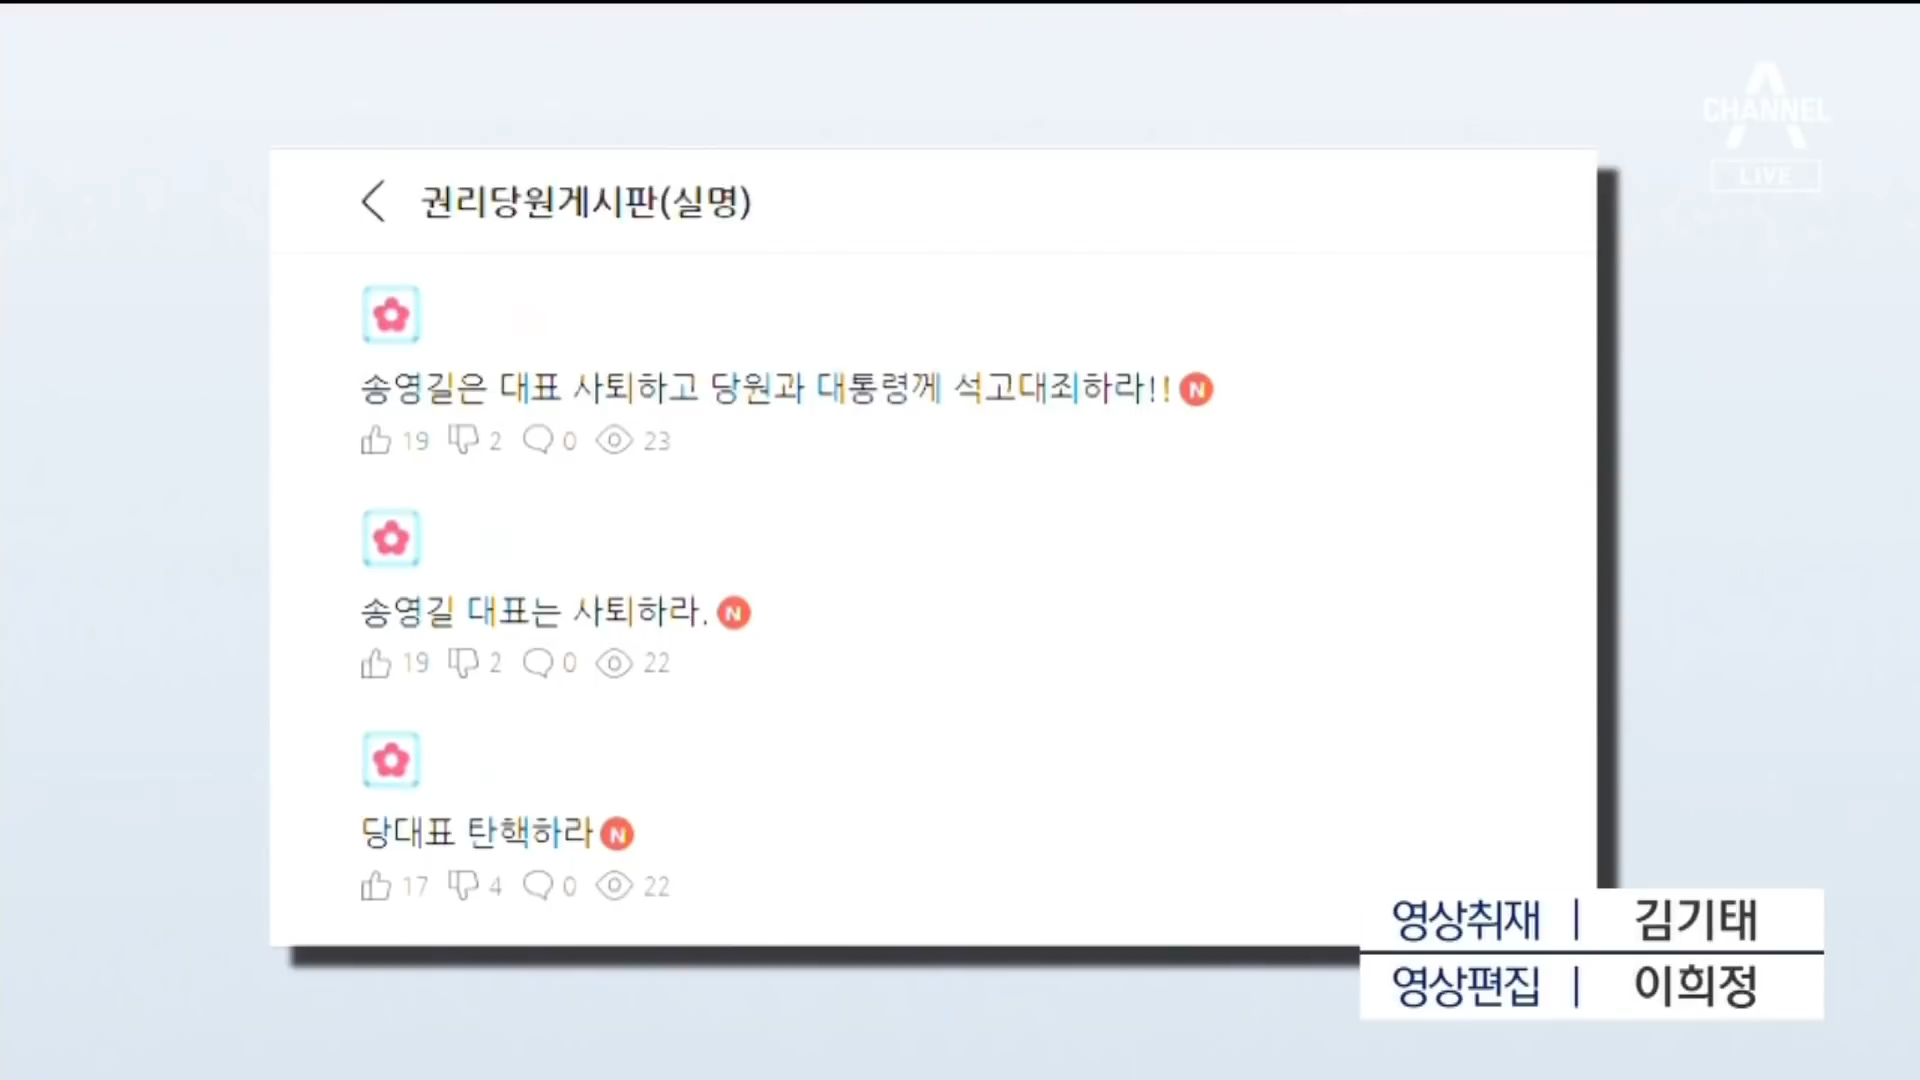 CHANNEL A
LIVE
권리당원게시판(실명)
송영길은 대표 사퇴하고 당원과 대통령께 석고대죄하라!! N
19 2 0 23
송영길 대표는 사퇴하라. N
19 2 0 22
당대표 탄핵하라 N
17 4 0 22
영상취재 | 김기태
영상편집 | 이희정